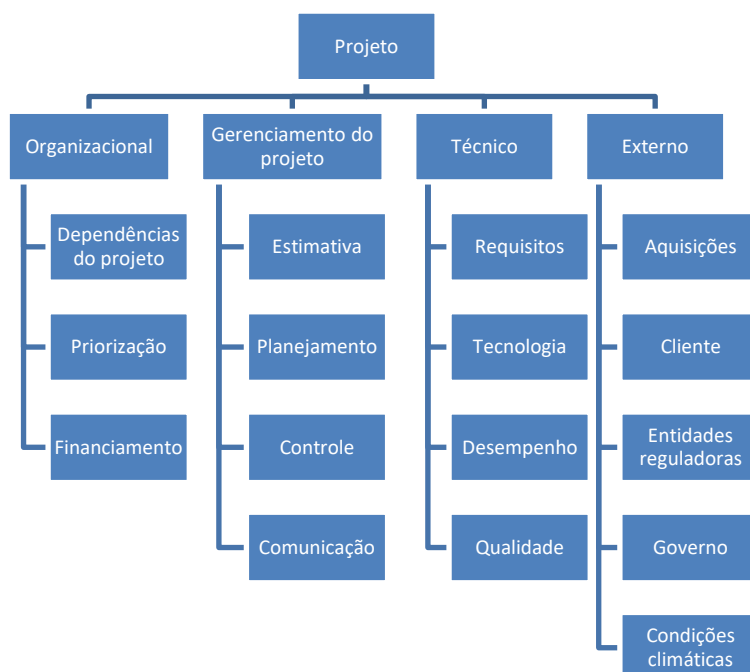 Projeto
Organizacional
Gerenciamento do
projeto
Técnico
Externo
Dependências
do projeto
Priorização
Financiamento
Estimativa
Planejamento
Controle
Comunicação
Requisitos
Tecnologia
Desempenho
Qualidade
Aquisições
Cliente
Entidades
reguladoras
Governo
Condições
climáticas